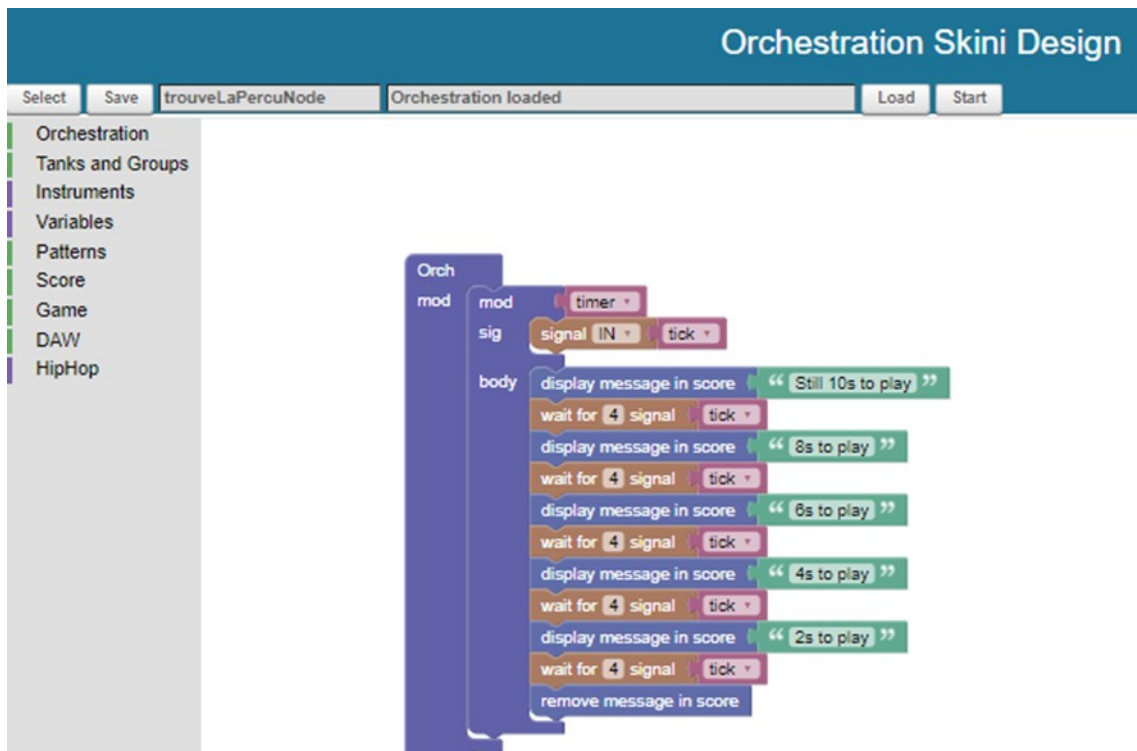 Orchestration Skini Design
Select Save trouveLaPercuNode Orchestration loaded Load Start
Orchestration
Tanks and Groups
Instruments
Variables
Patterns
Score
Game
DAW
HipHop
Orch
mod mod timer
sig signal IN tick
body display message in score “ Still 10s to play ”
wait for 4 signal tick
display message in score “ 8s to play ”
wait for 4 signal tick
display message in score “ 6s to play ”
wait for 4 signal tick
display message in score “ 4s to play ”
wait for 4 signal tick
display message in score “ 2s to play ”
wait for 4 signal tick
remove message in score